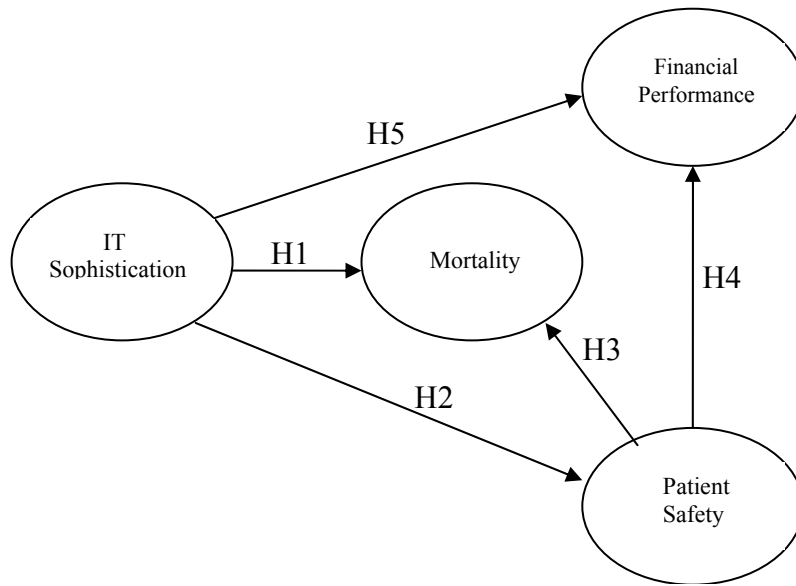 Financial
Performance
H5
IT
Sophistication
H1
Mortality
H4
H3
H2
Patient
Safety